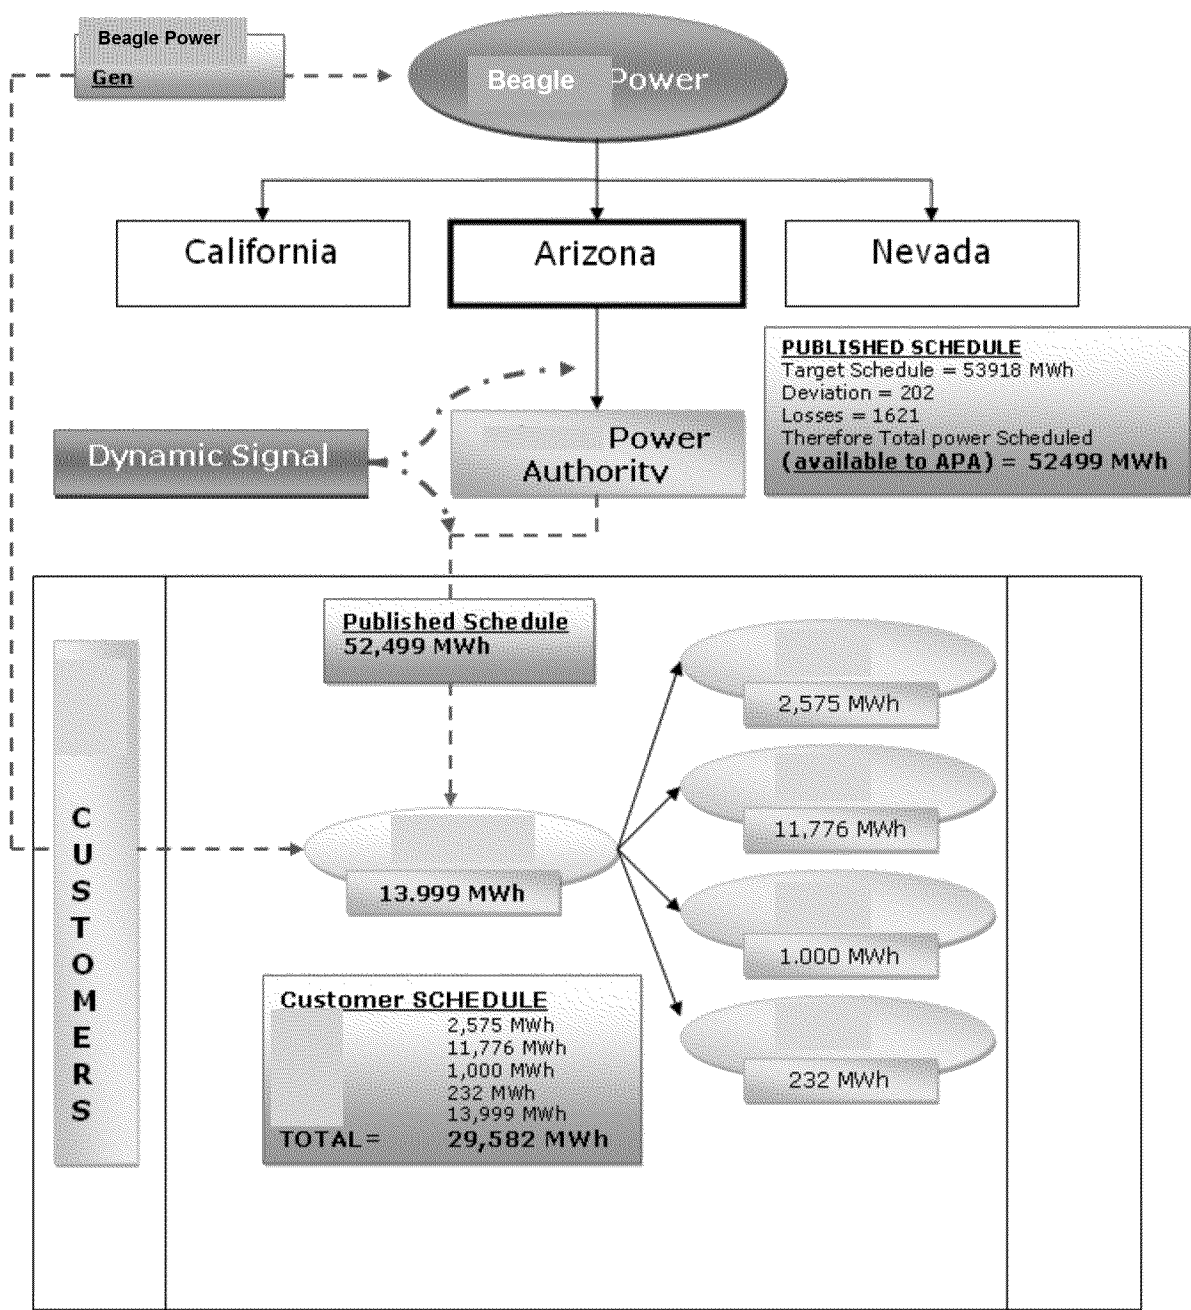 Beagle Power
Gen
Beagle Power
California
Arizona
Nevada
PUBLISHED SCHEDULE
Target Schedule = 53918 MWh
Deviation = 202
Losses = 1621
Therefore Total power Scheduled
(available to APA) = 52499 MWh
Dynamic Signal
Power
Authority
Published Schedule
52,499 MWh
2,575 MWh
11,776 MWh
13.999 MWh
1.000 MWh
232 MWh
CUSTOMERS
Customer SCHEDULE
2,575 MWh
11,776 MWh
1,000 MWh
232 MWh
13,999 MWh
TOTAL= 29,582 MWh